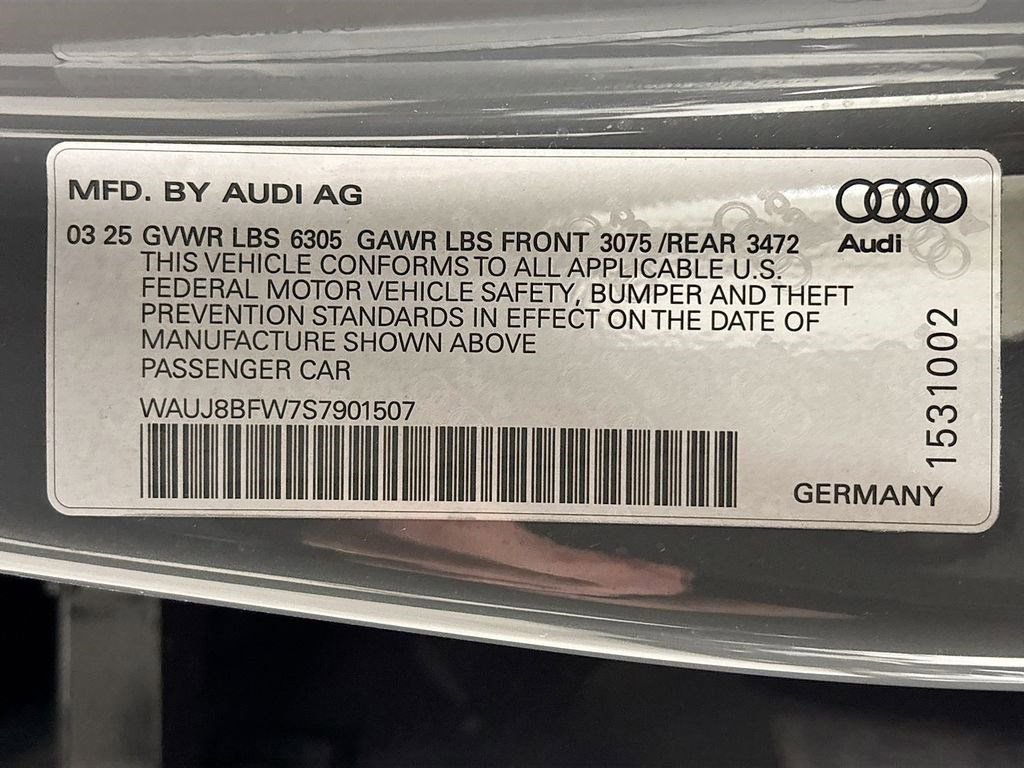 MFD. BY AUDI AG
03 25 GVWR LBS 6305 GAWR LBS FRONT 3075 /REAR 3472
Audi
THIS VEHICLE CONFORMS TO ALL APPLICABLE U.S.
FEDERAL MOTOR VEHICLE SAFETY, BUMPER AND THEFT
PREVENTION STANDARDS IN EFFECT ON THE DATE OF
MANUFACTURE SHOWN ABOVE
PASSENGER CAR
WAUJ8BFW7S7901507
GERMANY
1531002